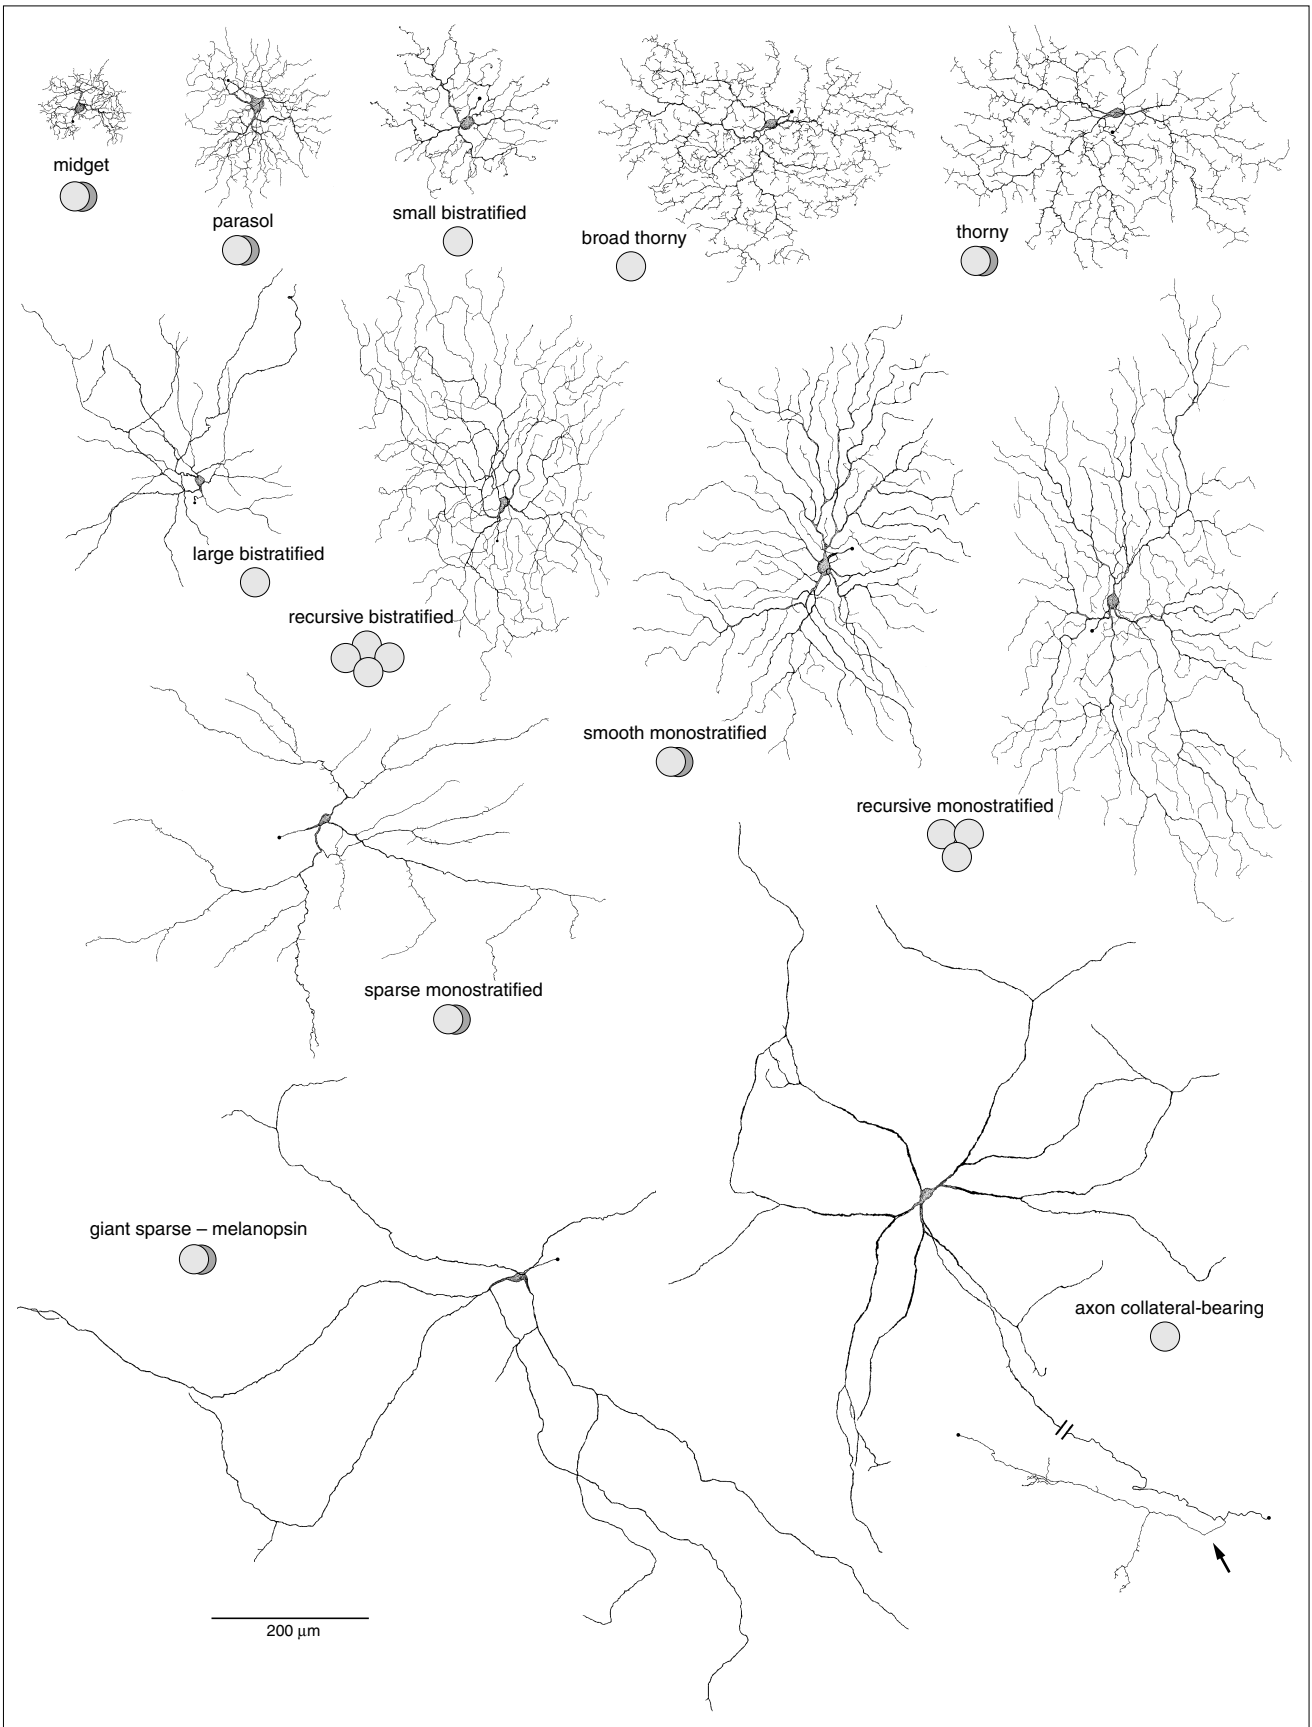 midget
parasol
small bistratified
broad thorny
thorny
large bistratified
recursive bistratified
smooth monostratified
recursive monostratified
sparse monostratified
giant sparse – melanopsin
axon collateral-bearing
200 μm